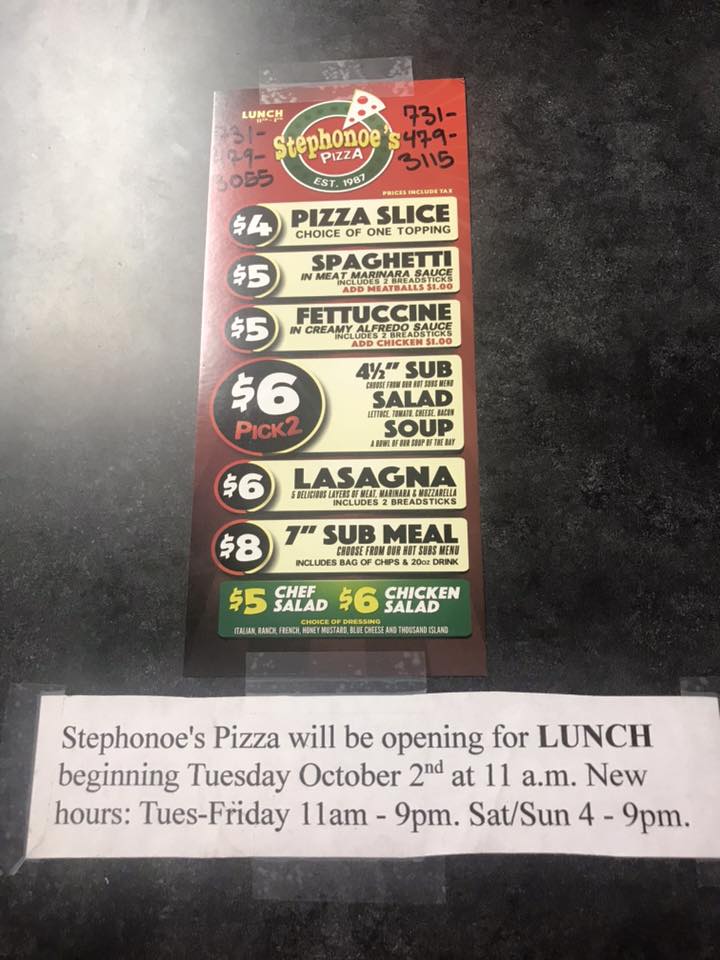 LUNCH
731-
479-
3055
Stephonoe's
PIZZA
EST. 1987
731-
479-
3115
PRICES INCLUDE TAX
$4 PIZZA SLICE
CHOICE OF ONE TOPPING
$5 SPAGHETTI
IN MEAT MARINARA SAUCE
INCLUDES 2 BREADSTICKS
ADD MEATBALLS $1.00
$5 FETTUCCINE
IN CREAMY ALFREDO SAUCE
INCLUDES 2 BREADSTICKS
ADD CHICKEN $1.00
$6
PICK2
4½" SUB
CHOOSE FROM OUR HOT SUBS MENU
SALAD
LETTUCE, TOMATO, CHEESE, BACON
SOUP
A BOWL OF OUR SOUP OF THE DAY
$6 LASAGNA
5 DELICIOUS LAYERS OF MEAT, MARINARA & MOZZARELLA
INCLUDES 2 BREADSTICKS
$8 7" SUB MEAL
CHOOSE FROM OUR HOT SUBS MENU
INCLUDES BAG OF CHIPS & 20oz DRINK
$5 CHEF SALAD $6 CHICKEN SALAD
CHOICE OF DRESSING
ITALIAN, RANCH, FRENCH, HONEY MUSTARD, BLUE CHEESE AND THOUSAND ISLAND
Stephonoe's Pizza will be opening for LUNCH
beginning Tuesday October 2nd at 11 a.m. New
hours: Tues-Friday 11am - 9pm. Sat/Sun 4 - 9pm.